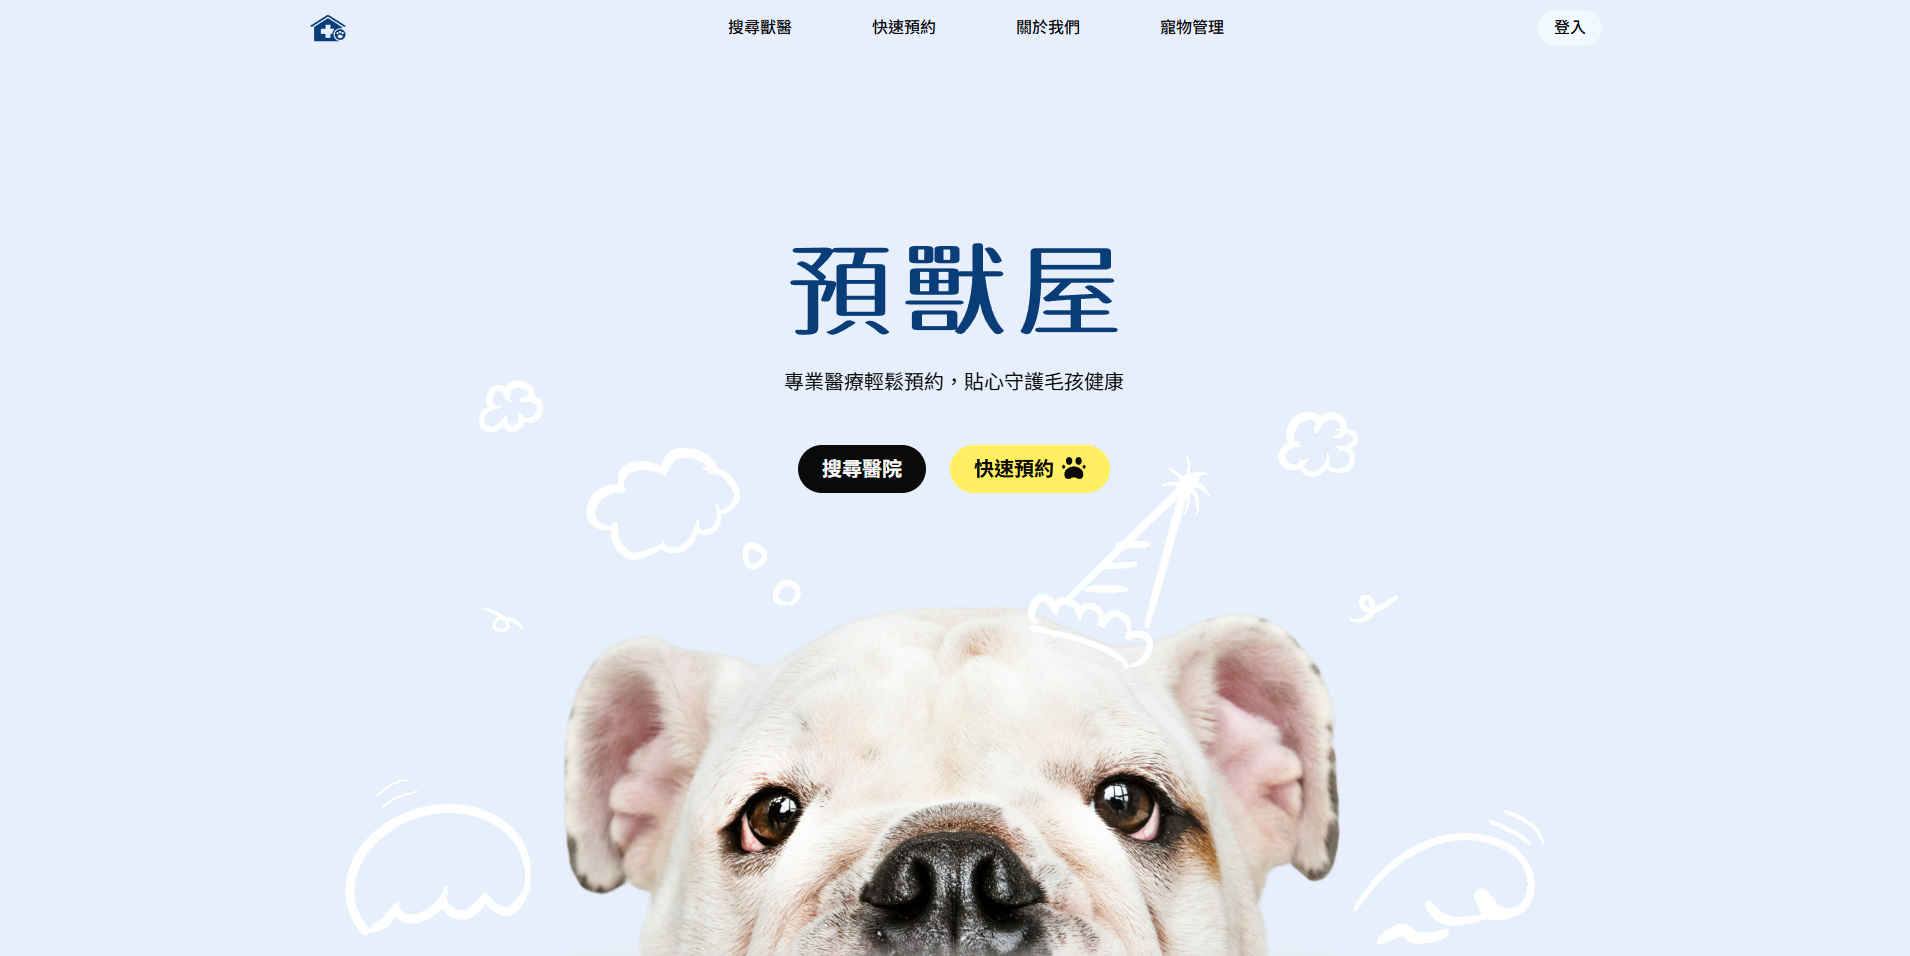 搜尋獸醫
快速預約
關於我們
寵物管理
登入
預獸屋
專業醫療輕鬆預約，貼心守護毛孩健康
搜尋醫院
快速預約